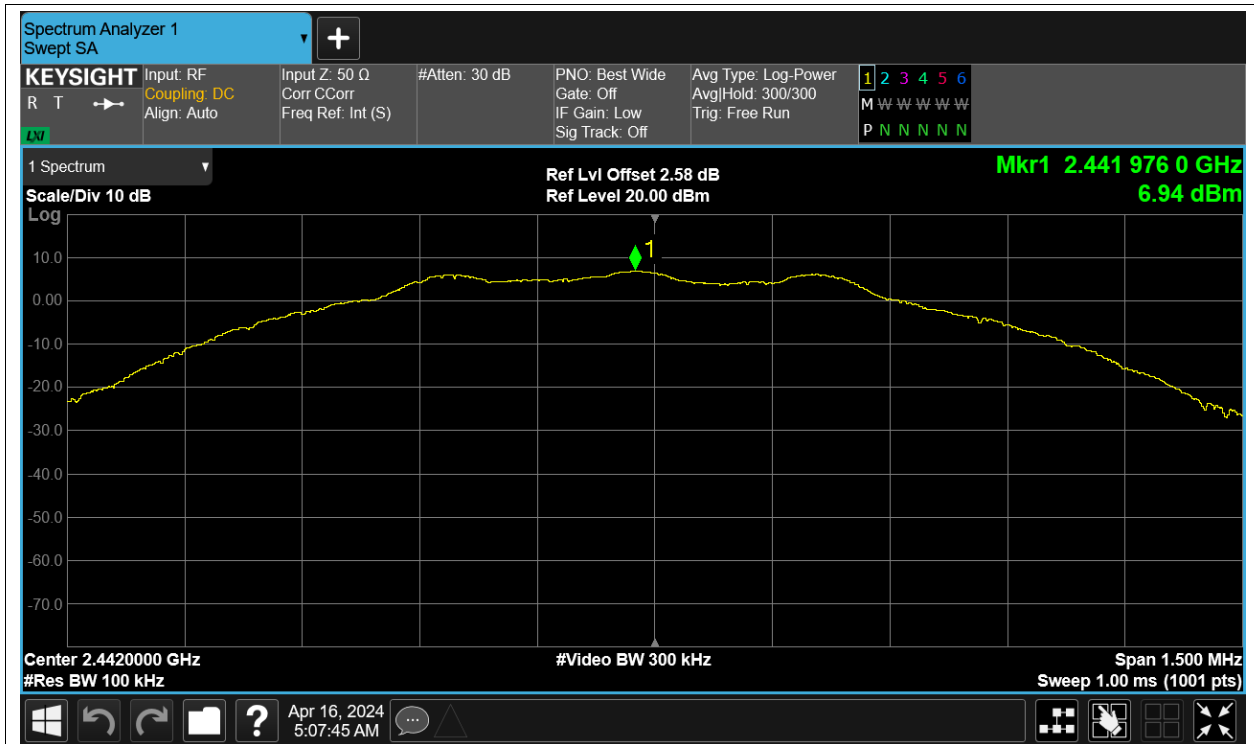 Spectrum Analyzer 1
Swept SA
KEYSIGHT
R T
LXI
Input: RF
Coupling: DC
Align: Auto
Input Z: 50 Ω
Corr CCorr
Freq Ref: Int (S)
#Atten: 30 dB
PNO: Best Wide
Gate: Off
IF Gain: Low
Sig Track: Off
Avg Type: Log-Power
Avg|Hold: 300/300
Trig: Free Run
1 2 3 4 5 6
M W W W W W
P N N N N N
1 Spectrum
Scale/Div 10 dB
Log
Ref Lvl Offset 2.58 dB
Ref Level 20.00 dBm
Mkr1 2.441 976 0 GHz
6.94 dBm
1
10.0
0.00
-10.0
-20.0
-30.0
-40.0
-50.0
-60.0
-70.0
Center 2.4420000 GHz
#Res BW 100 kHz
#Video BW 300 kHz
Span 1.500 MHz
Sweep 1.00 ms (1001 pts)
?
Apr 16, 2024
5:07:45 AM